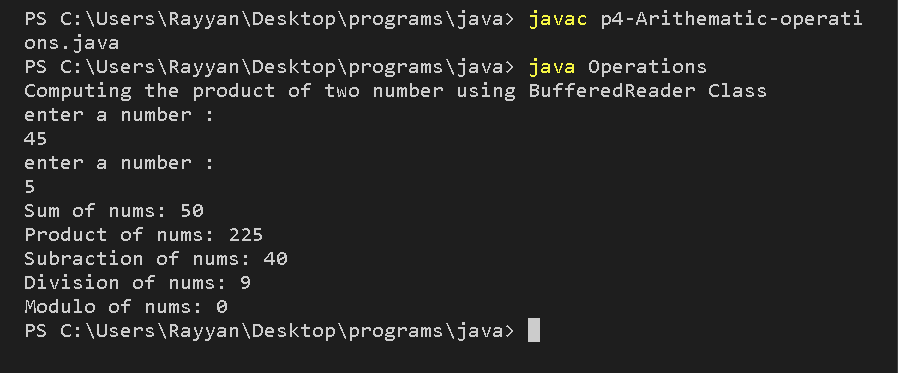 PS C:\Users\Rayyan\Desktop\programs\java> javac p4-Arithematic-operati
ons.java
PS C:\Users\Rayyan\Desktop\programs\java> java Operations
Computing the product of two number using BufferedReader Class
enter a number :
45
enter a number :
5
Sum of nums: 50
Product of nums: 225
Subraction of nums: 40
Division of nums: 9
Modulo of nums: 0
PS C:\Users\Rayyan\Desktop\programs\java>